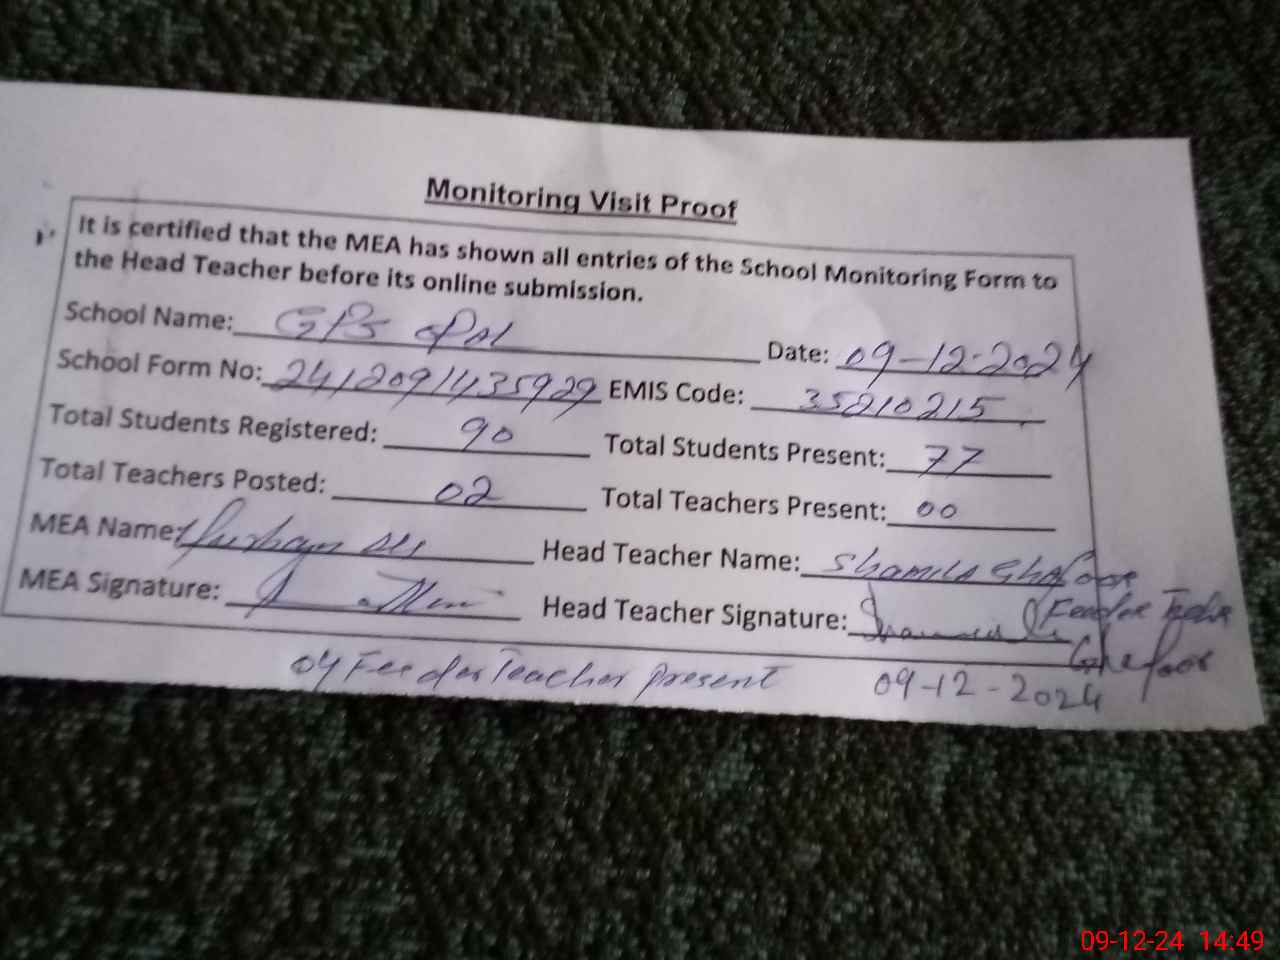 Monitoring Visit Proof
It is certified that the MEA has shown all entries of the School Monitoring Form to
the Head Teacher before its online submission.
School Name: GPS Date: 09-12-2024
School Form No: 2412091435929 EMIS Code: 35210215
Total Students Registered: 90 Total Students Present: 77
Total Teachers Posted: 02 Total Teachers Present: 00
MEA Name: Head Teacher Name: Shamila Ghafoor
MEA Signature: Head Teacher Signature: (Feeder Teacher
Ghafoor
04 Feeder Teacher present 09-12-2024
09-12-24 14:49